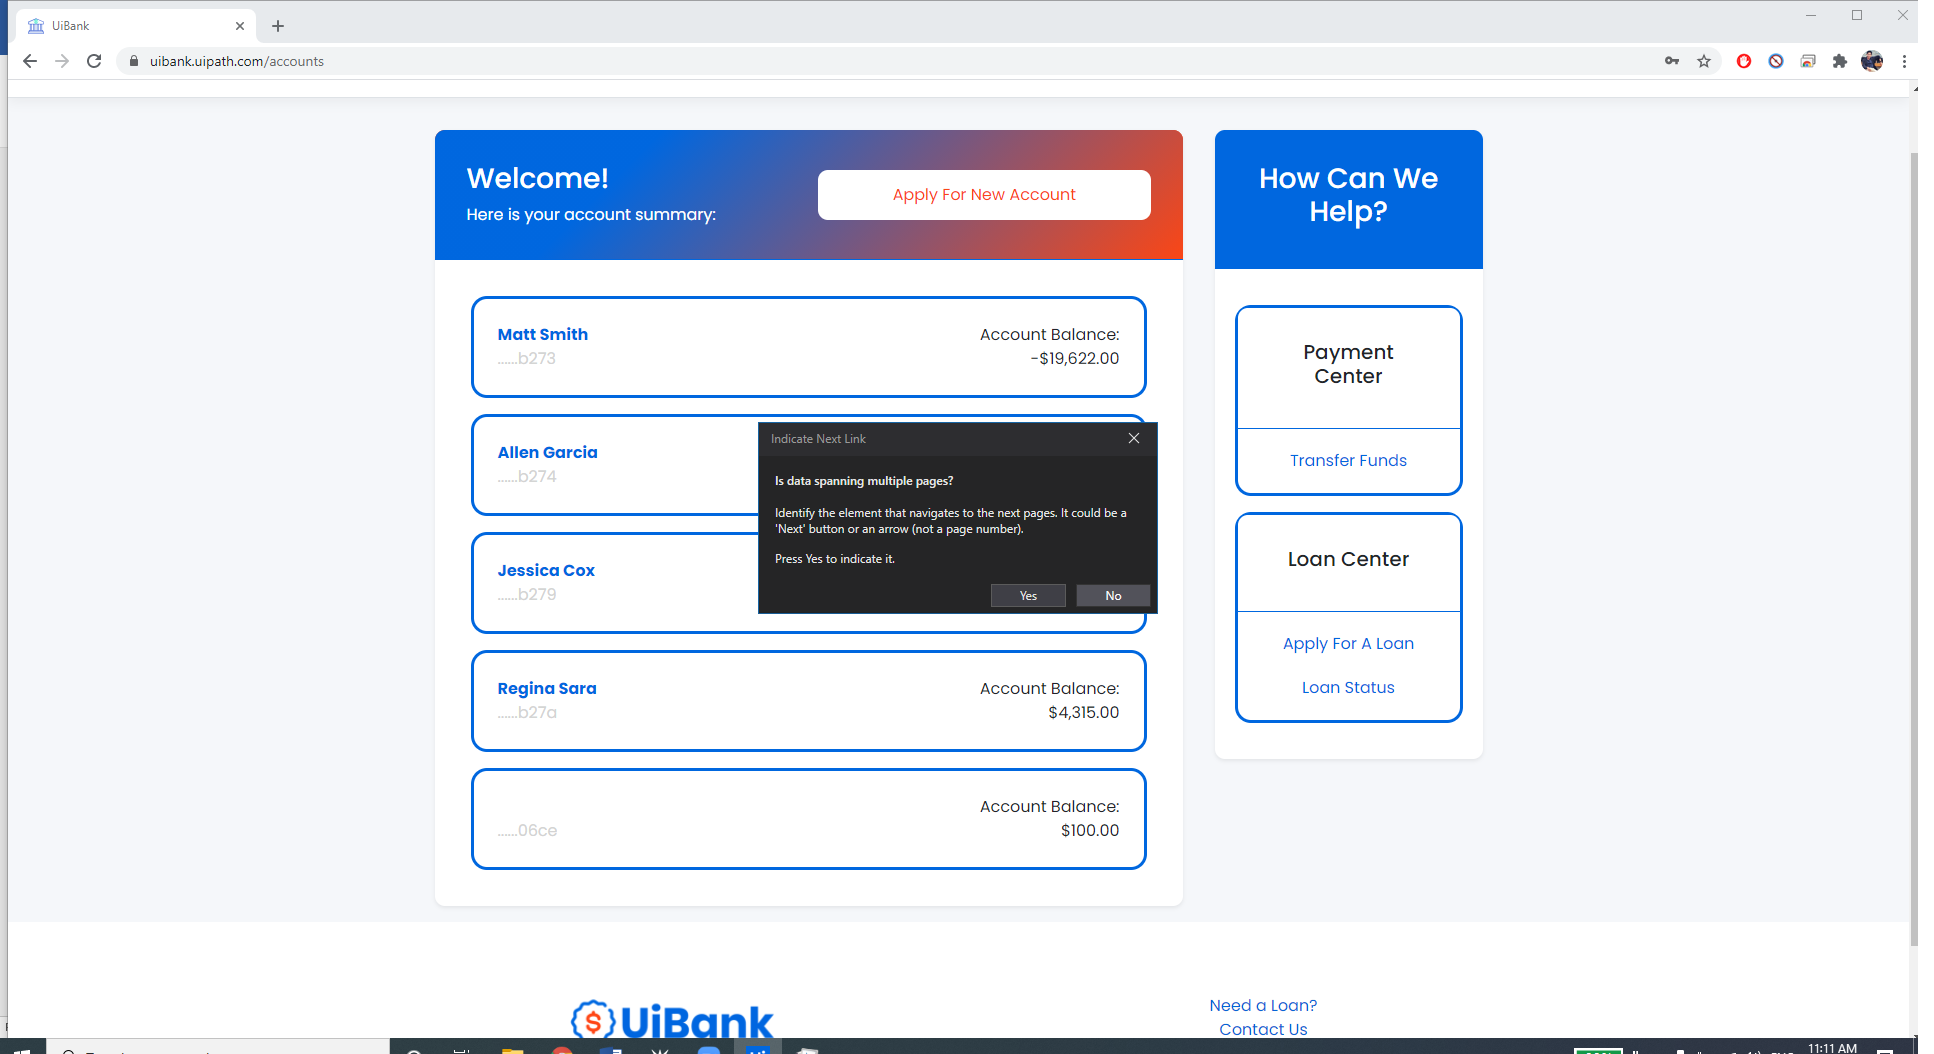 UiBank
uibank.uipath.com/accounts
Welcome!
Here is your account summary:
Apply For New Account
How Can We
Help?
Matt Smith
Account Balance:
......b273
-$19,622.00
Allen Garcia
......b274
Jessica Cox
......b279
Regina Sara
Account Balance:
......b27a
$4,315.00
Account Balance:
......06ce
$100.00
Indicate Next Link
Is data spanning multiple pages?
Identify the element that navigates to the next pages. It could be a
'Next' button or an arrow (not a page number).
Press Yes to indicate it.
Yes
No
Payment
Center
Transfer Funds
Loan Center
Apply For A Loan
Loan Status
UiBank
Need a Loan?
Contact Us
11:11 AM